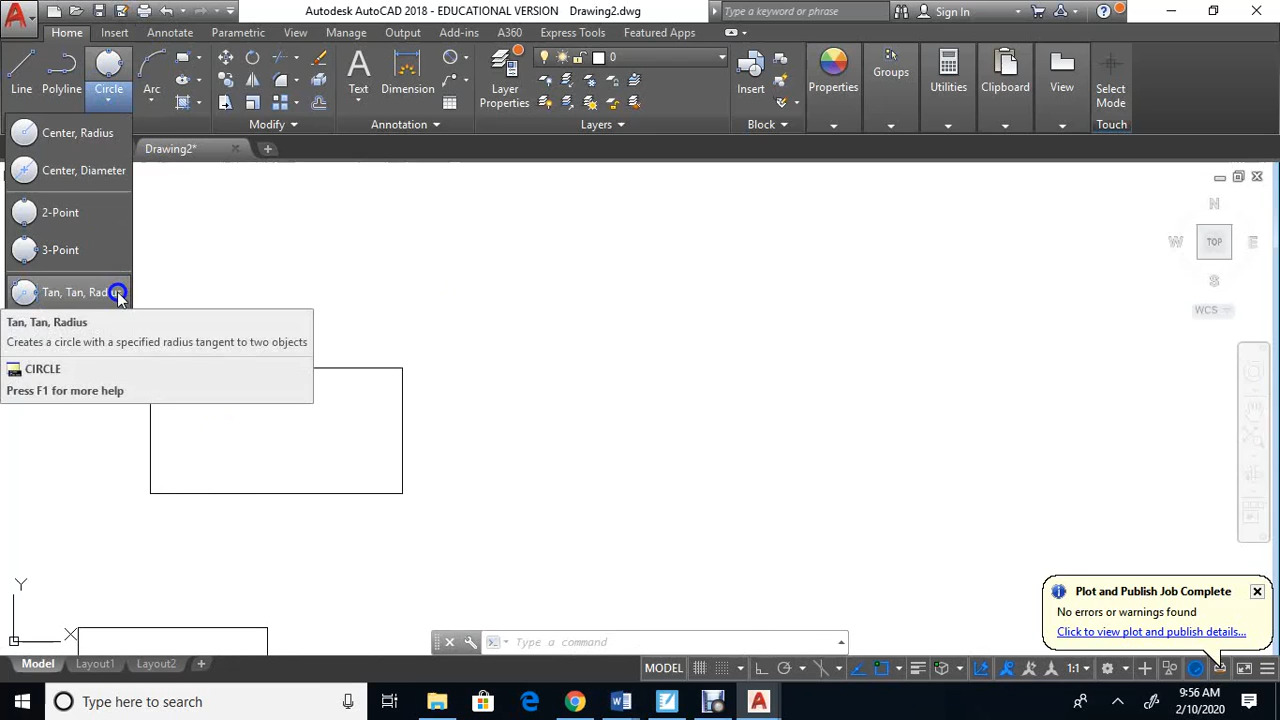 Autodesk AutoCAD 2018 - EDUCATIONAL VERSION Drawing2.dwg
Type a keyword or phrase
Sign In
Home Insert Annotate Parametric View Manage Output Add-ins A360 Express Tools Featured Apps
0
Line Polyline Circle Arc
Text Dimension
Layer Properties
Insert
Properties
Groups
Utilities
Clipboard
View
Select Mode
Modify Annotation Layers Block Touch
Drawing2*
Center, Radius
Center, Diameter
2-Point
3-Point
Tan, Tan, Radius
Tan, Tan, Radius
Creates a circle with a specified radius tangent to two objects
CIRCLE
Press F1 for more help
N
W TOP E
S
WCS
Y
X
Plot and Publish Job Complete
No errors or warnings found
Click to view plot and publish details...
Type a command
Model Layout1 Layout2
MODEL
1:1
Type here to search
9:56 AM
2/10/2020